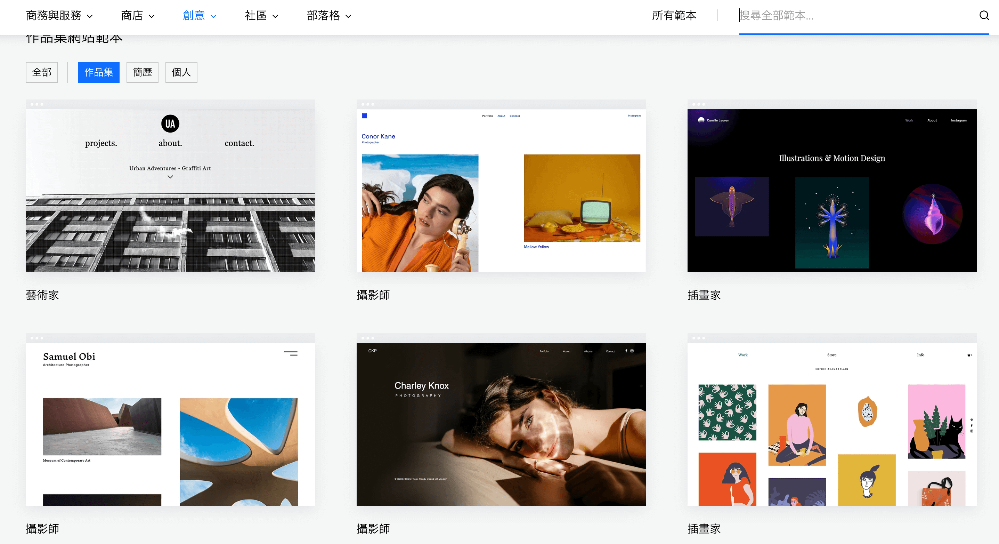 商務與服務
商店
創意
社區
部落格
所有範本
搜尋全部範本...
作品集網站範本
全部
作品集
簡歷
個人
UA
projects. about. contact.
Urban Adventures - Graffiti Art
Portfolio About Contact Instagram
Conor Kane
Photographer
Mellow Yellow
Camille Lauren
Work About Instagram
Illustrations & Motion Design
藝術家
攝影師
插畫家
Samuel Obi
Architecture Photographer
Museum of Contemporary Art
CKP
Portfolio About Albums Contact
Charley Knox
PHOTOGRAPHY
© 2023 by Charley Knox. Proudly created with Wix.com
Work Store Info
0
SOPHIE CHAMBERLAIN
攝影師
攝影師
插畫家